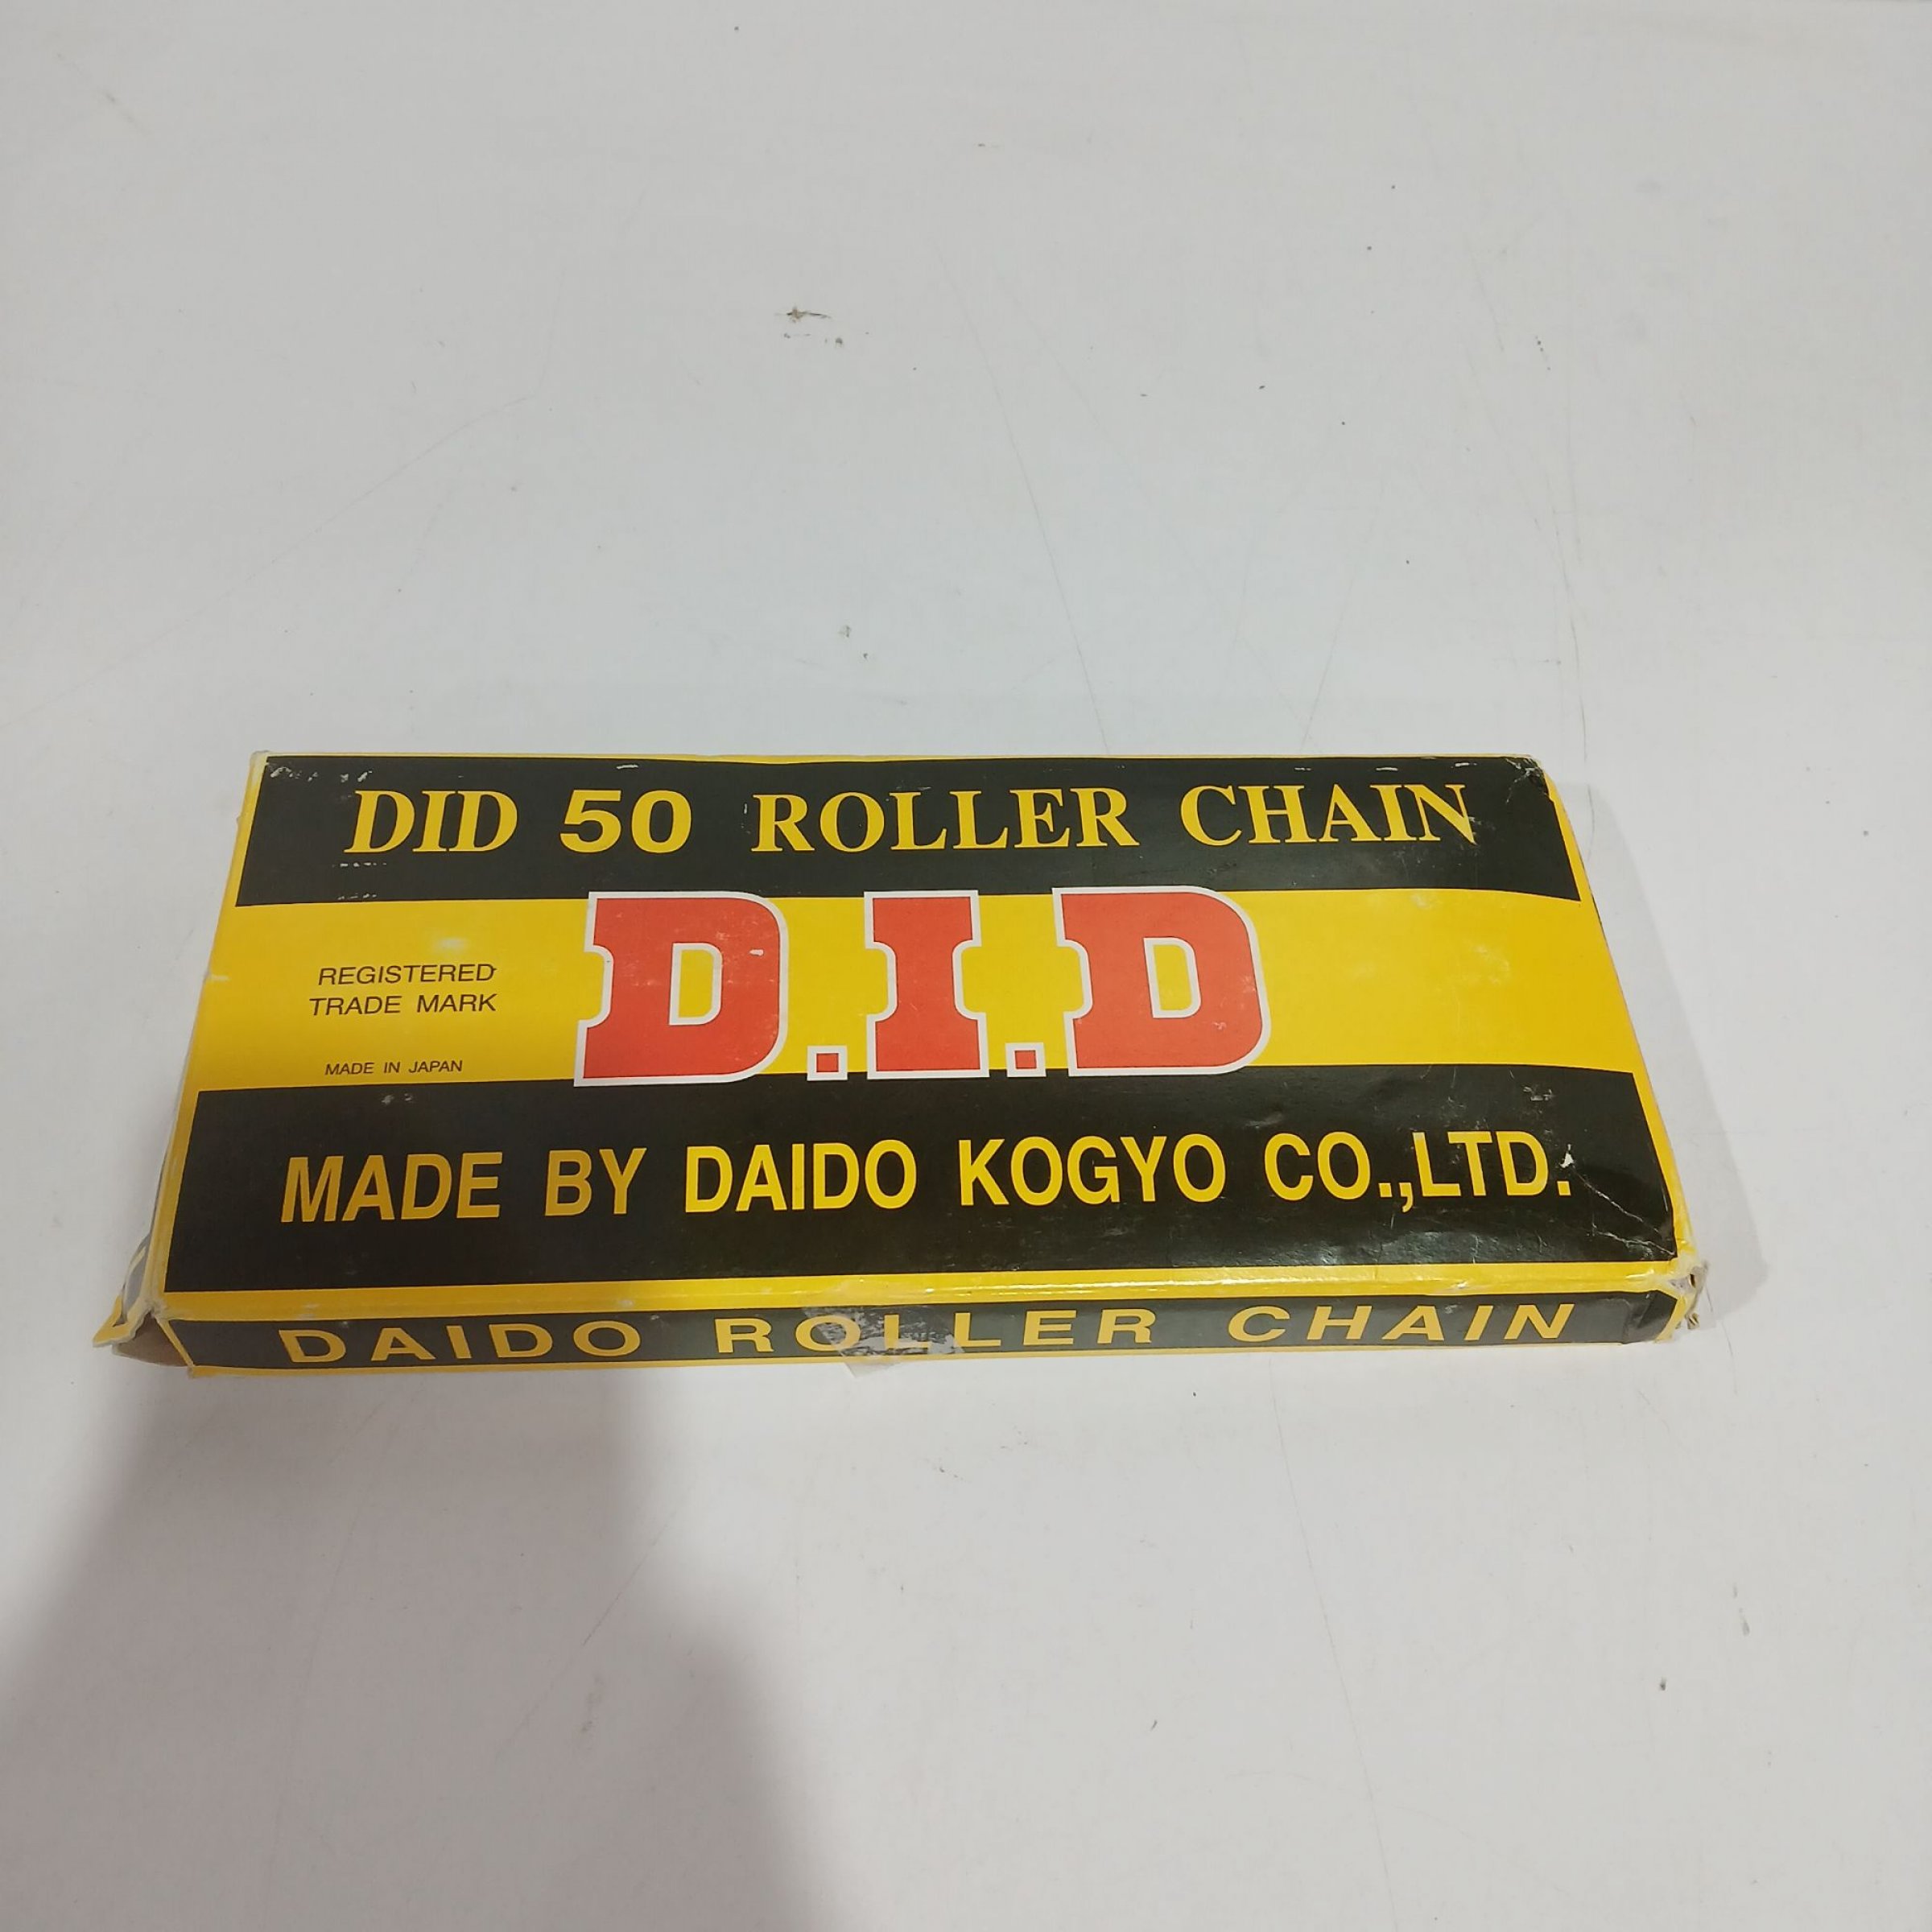 DID 50 ROLLER CHAIN
D.I.D
REGISTERED
TRADE MARK
MADE IN JAPAN
MADE BY DAIDO KOGYO CO.,LTD.
DAIDO ROLLER CHAIN